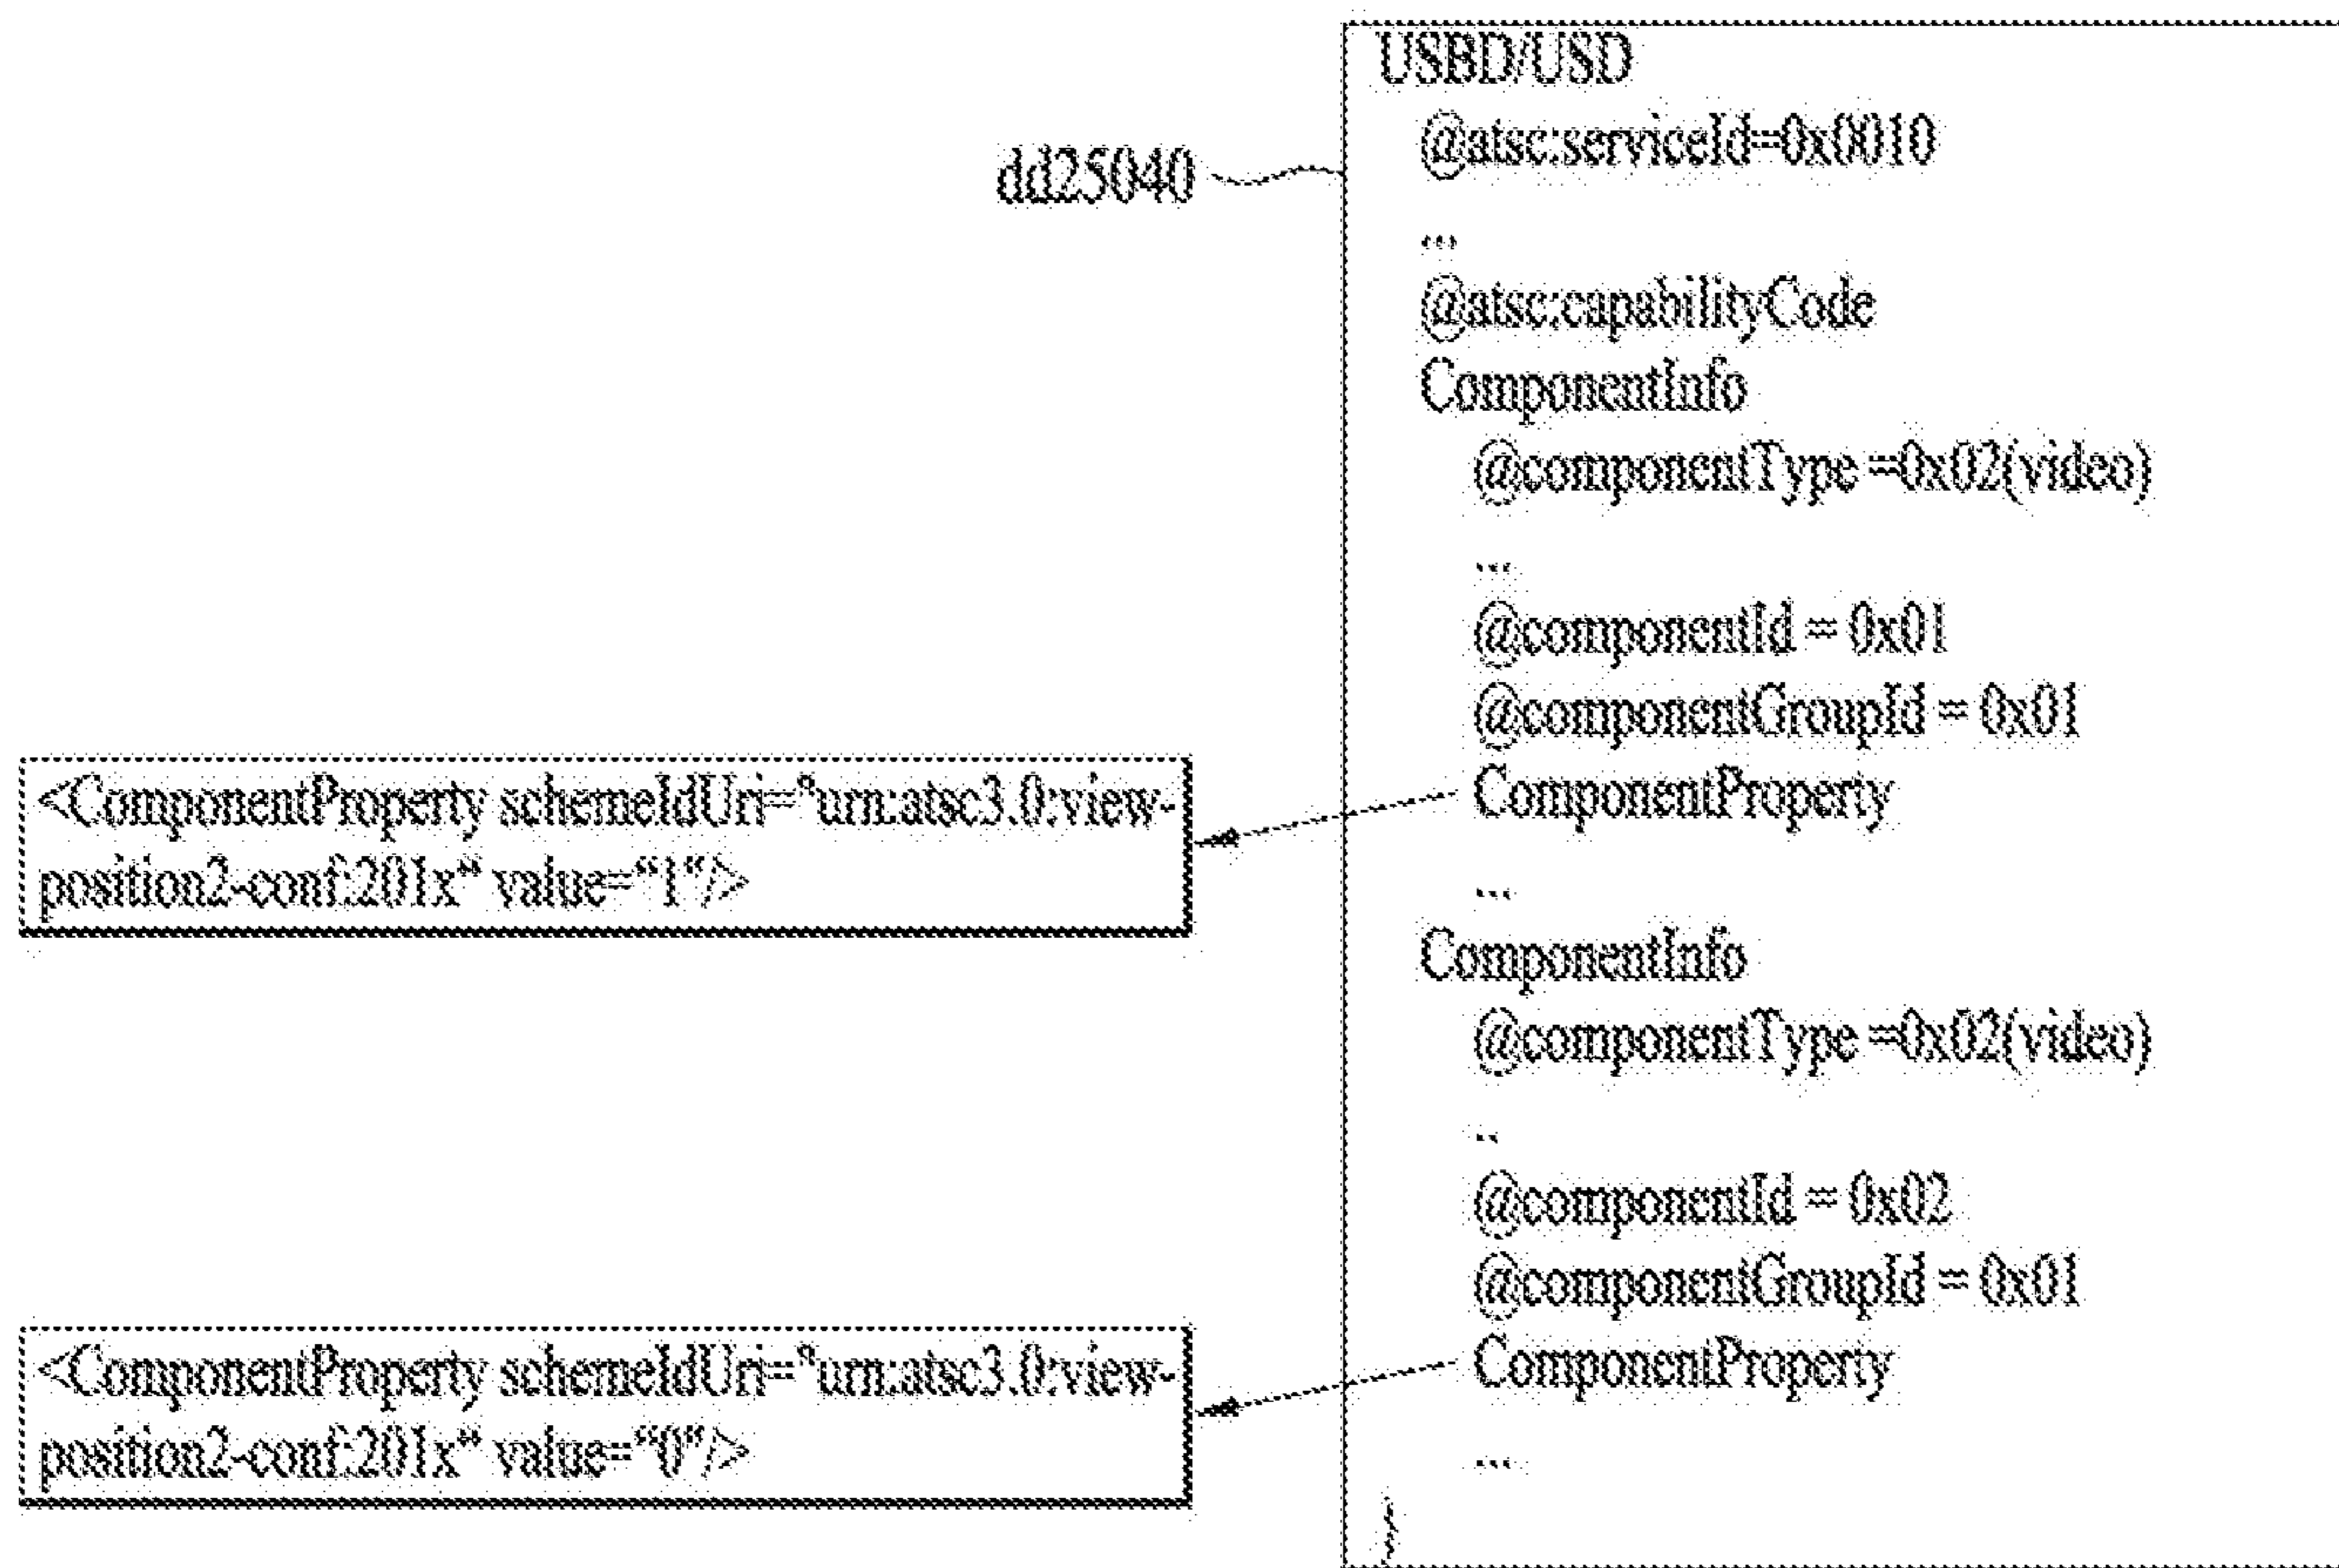 USBD/USD
@atsc:serviceId=0x0010
dd25040
...
@atsc:capabilityCode
ComponentInfo
@componentType =0x02(video)
...
@componentId = 0x01
@componentGroupId = 0x01
ComponentProperty
<ComponentProperty schemeIdUri="urn:atsc3.0:view-
position2-conf:201x“ value=“1"/>
...
ComponentInfo
@componentType =0x02(video)
..
@componentId = 0x02
@componentGroupId = 0x01
ComponentProperty
<ComponentProperty schemeIdUri="urn:atsc3.0:view-
position2-conf:201x“ value=“0"/>
...
}